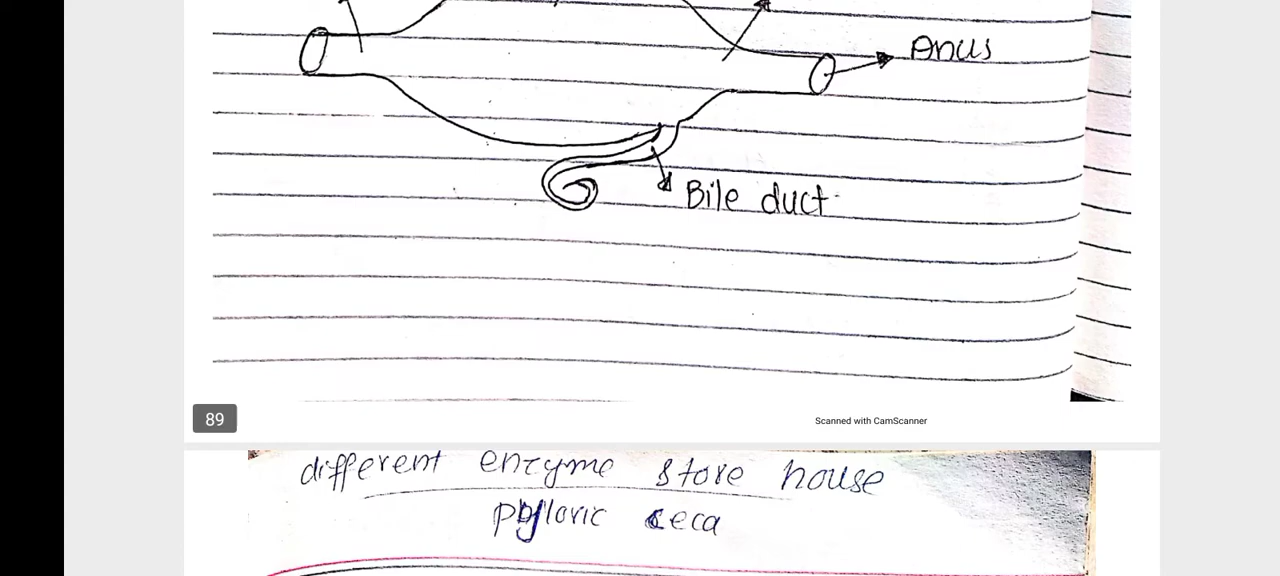 Anus
Bile duct
89
Scanned with CamScanner
different enzyme store house
pyloric ceca